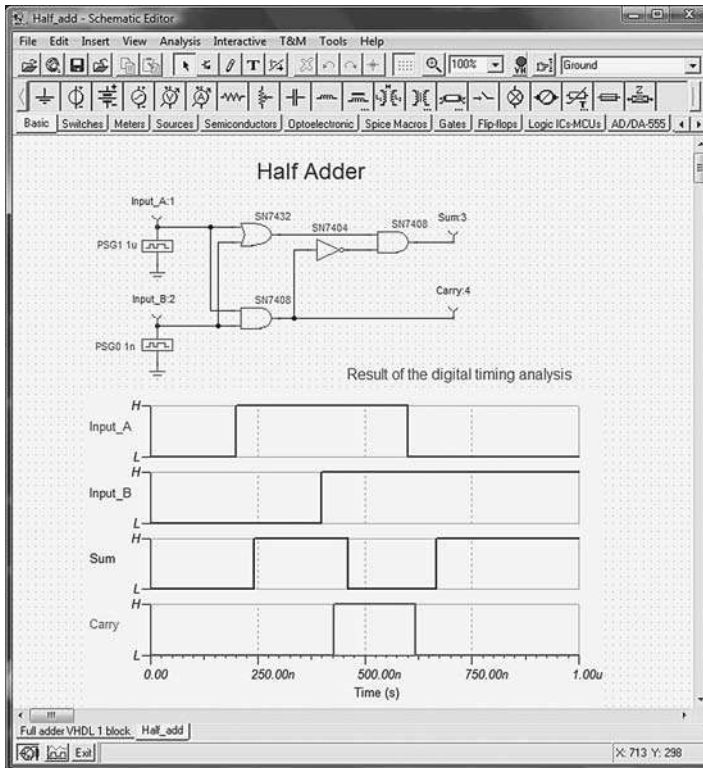 Half_add - Schematic Editor
File Edit Insert View Analysis Interactive T&M Tools Help
T 100% VH Ground
V A Z
Basic Switches Meters Sources Semiconductors Optoelectronic Spice Macros Gates Flip-flops Logic ICs-MCUs AD/DA-555
Half Adder
Input_A:1
SN7432
SN7404
SN7408
Sum:3
PSG1 1u
Input_B:2
SN7408
Carry:4
PSG0 1n
Result of the digital timing analysis
H
Input_A
L
H
Input_B
L
H
Sum
L
H
Carry
L
0.00 250.00n 500.00n 750.00n 1.00u
Time (s)
Full adder VHDL 1 block Half_add
Exit X: 713 Y: 298